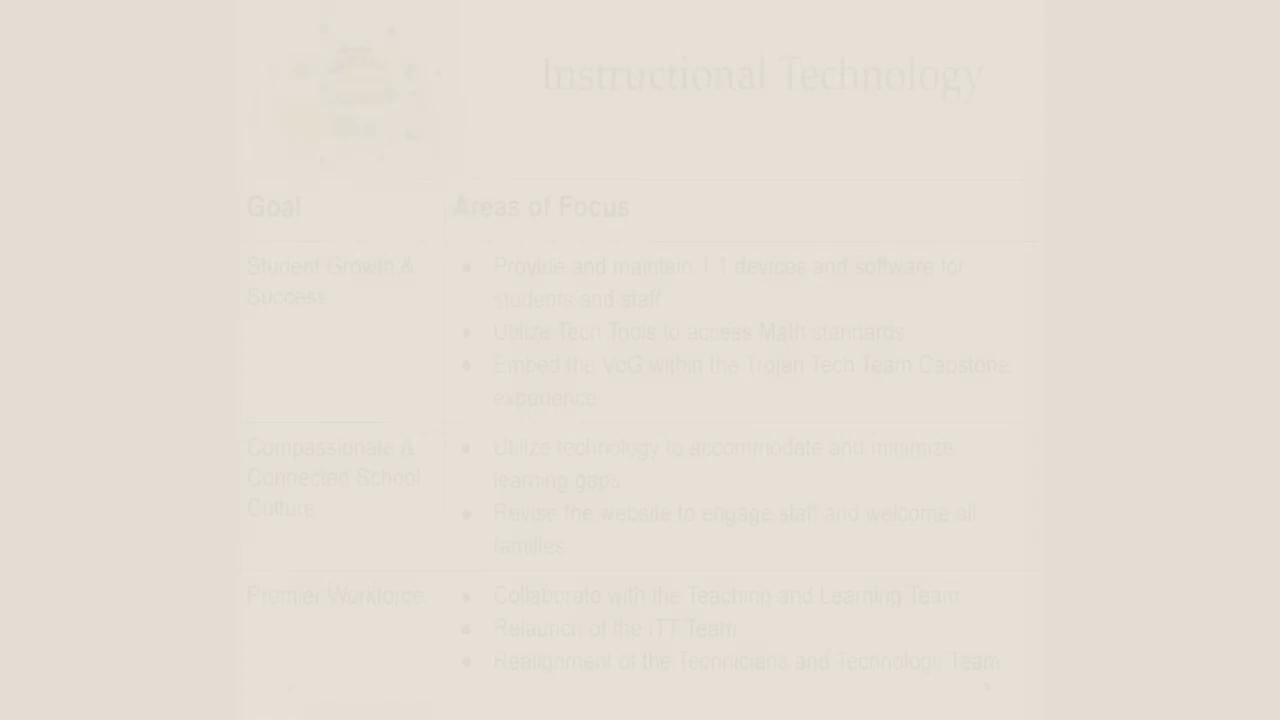 Instructional Technology
Goal
Areas of Focus
Student Growth &
Success
• Provide and maintain 1:1 devices and software for
students and staff
• Utilize Tech Tools to access Math standards
• Embed the VoG within the Trojan Tech Team Capstone
experience
Compassionate &
Connected School
Culture
• Utilize technology to accommodate and minimize
learning gaps
• Revise the website to engage staff and welcome all
families
Premier Workforce
• Collaborate with the Teaching and Learning Team
• Relaunch of the iTT Team
• Realignment of the Technicians and Technology Team